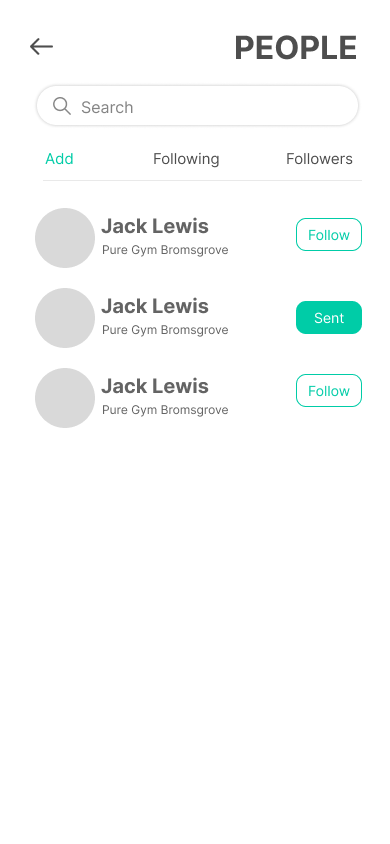 PEOPLE
Search
Add Following Followers
Jack Lewis
Pure Gym Bromsgrove
Follow
Jack Lewis
Pure Gym Bromsgrove
Sent
Jack Lewis
Pure Gym Bromsgrove
Follow